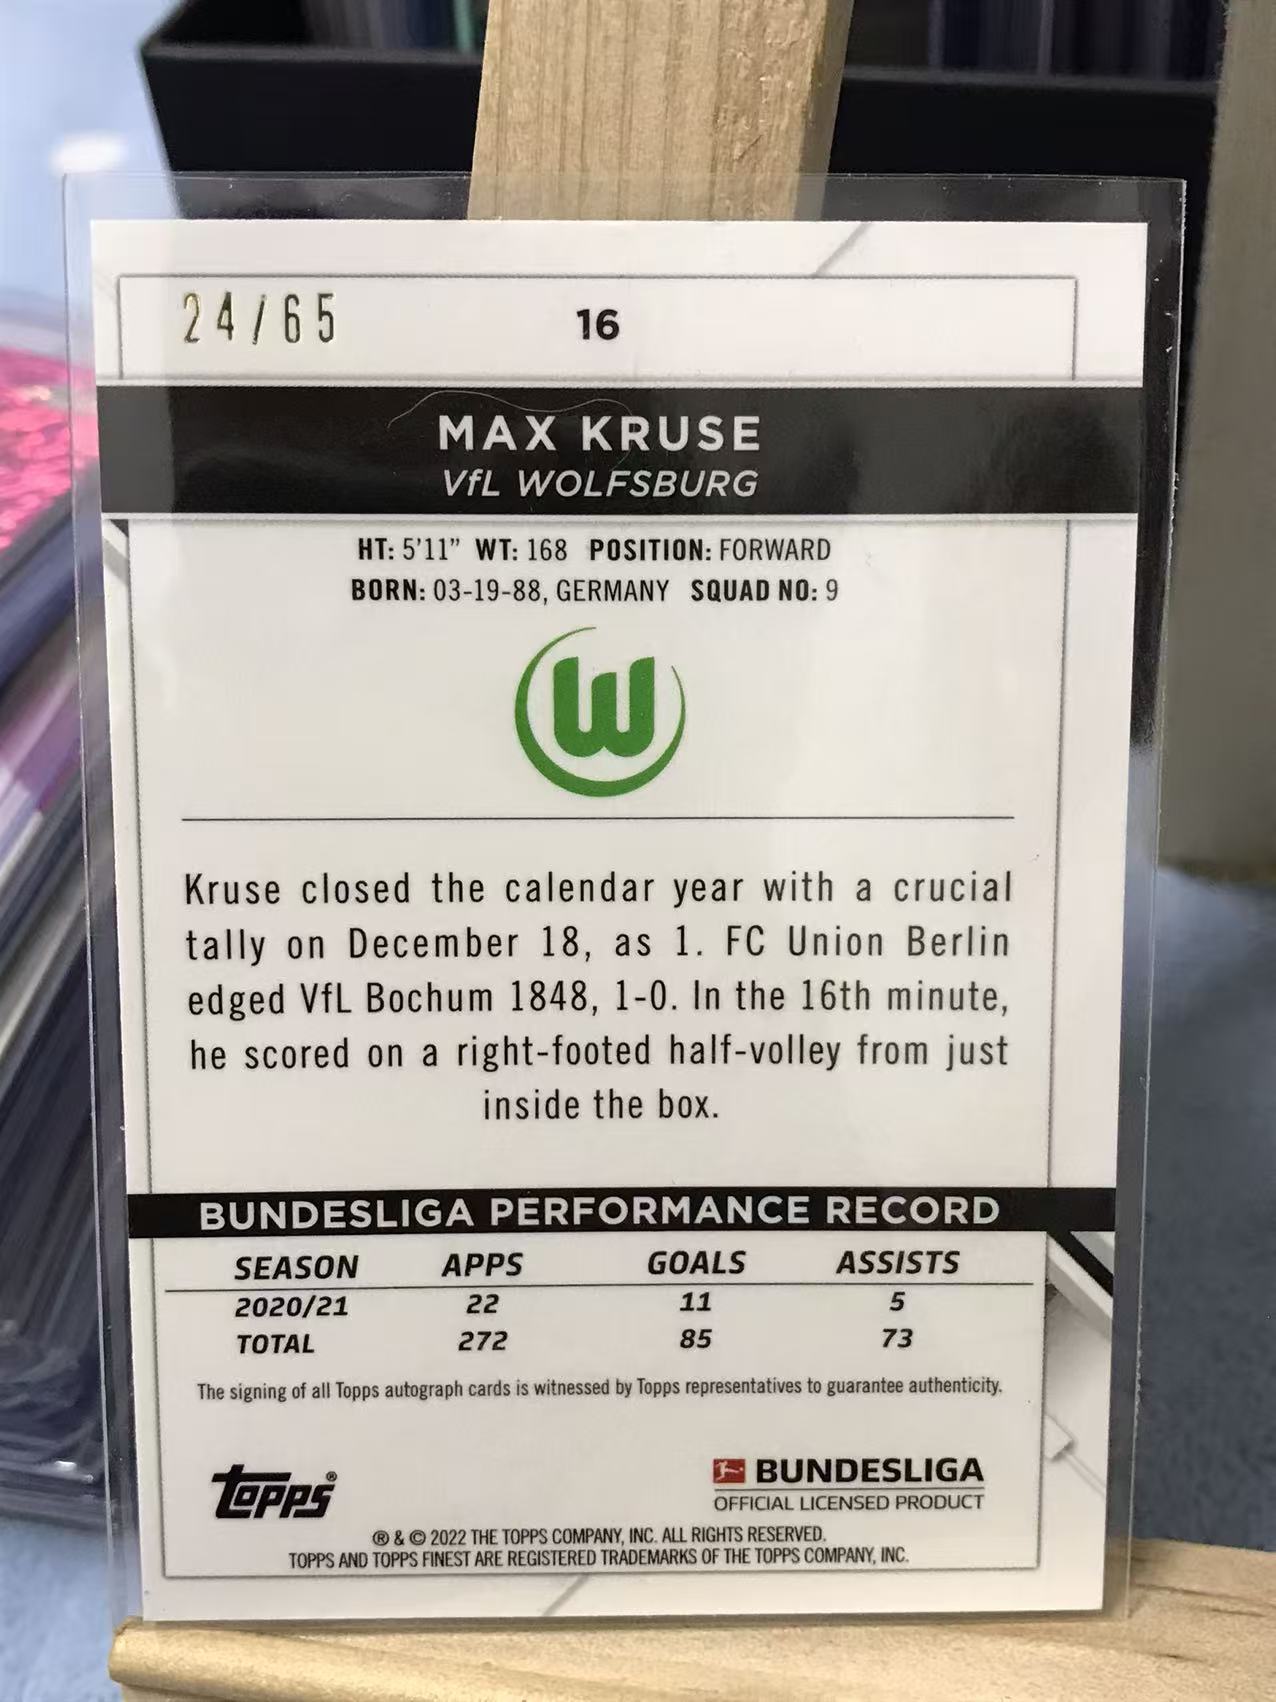 24/65
16
MAX KRUSE
VfL WOLFSBURG
HT: 5'11” WT: 168 POSITION: FORWARD
BORN: 03-19-88, GERMANY SQUAD NO: 9
W
Kruse closed the calendar year with a crucial
tally on December 18, as 1. FC Union Berlin
edged VfL Bochum 1848, 1-0. In the 16th minute,
he scored on a right-footed half-volley from just
inside the box.
BUNDESLIGA PERFORMANCE RECORD
SEASON APPS GOALS ASSISTS
2020/21 22 11 5
TOTAL 272 85 73
The signing of all Topps autograph cards is witnessed by Topps representatives to guarantee authenticity.
topps®
BUNDESLIGA
OFFICIAL LICENSED PRODUCT
® & © 2022 THE TOPPS COMPANY, INC. ALL RIGHTS RESERVED.
TOPPS AND TOPPS FINEST ARE REGISTERED TRADEMARKS OF THE TOPPS COMPANY, INC.